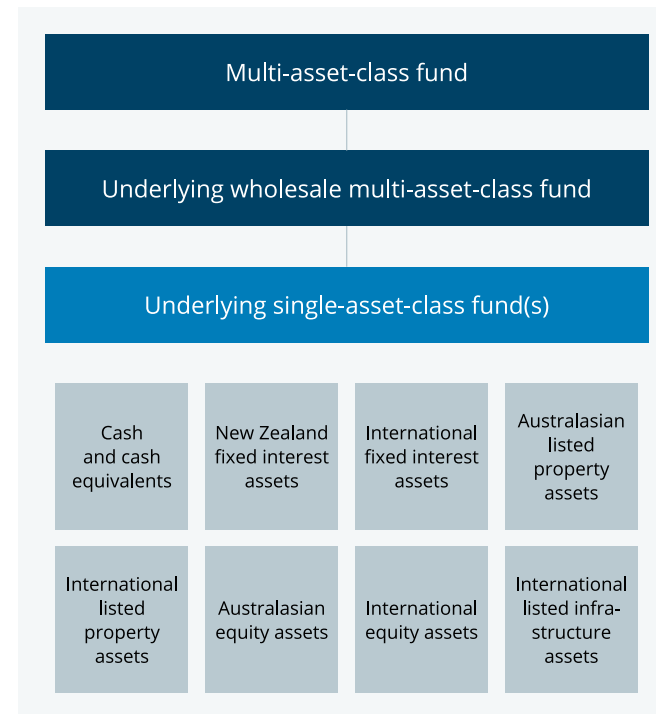 Multi-asset-class fund
Underlying wholesale multi-asset-class fund
Underlying single-asset-class fund(s)
Cash
and cash
equivalents
New Zealand
fixed interest
assets
International
fixed interest
assets
Australasian
listed
property
assets
International
listed
property
assets
Australasian
equity assets
International
equity assets
International
listed infra-
structure
assets